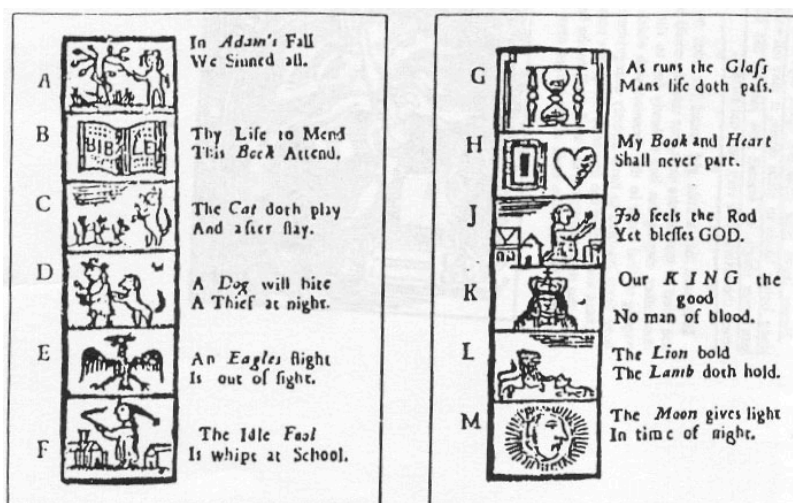 A
In Adam's Fall
We Sinned all.
B
BIBLE
Thy Life to Mend
This Book Attend.
C
The Cat doth play
And after slay.
D
A Dog will bite
A Thief at night.
E
An Eagles flight
Is out of sight.
F
The Idle Fool
Is whipt at School.
G
As runs the Glaſs
Mans life doth paſs.
H
My Book and Heart
Shall never part.
J
Job feels the Rod
Yet bleſſes GOD.
K
Our KING the
good
No man of blood.
L
The Lion bold
The Lamb doth hold.
M
The Moon gives light
In time of night.